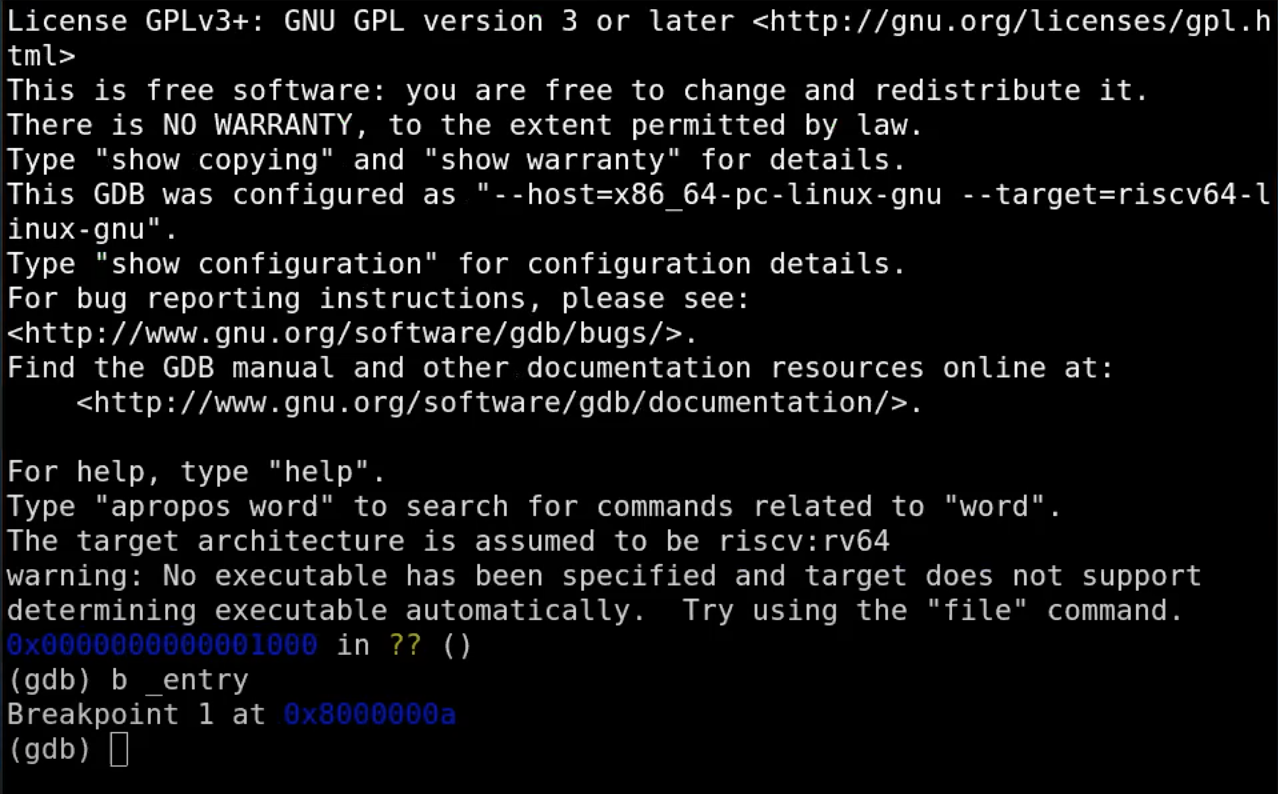 License GPLv3+: GNU GPL version 3 or later <http://gnu.org/licenses/gpl.h
tml>
This is free software: you are free to change and redistribute it.
There is NO WARRANTY, to the extent permitted by law.
Type "show copying" and "show warranty" for details.
This GDB was configured as "--host=x86_64-pc-linux-gnu --target=riscv64-l
inux-gnu".
Type "show configuration" for configuration details.
For bug reporting instructions, please see:
<http://www.gnu.org/software/gdb/bugs/>.
Find the GDB manual and other documentation resources online at:
    <http://www.gnu.org/software/gdb/documentation/>.

For help, type "help".
Type "apropos word" to search for commands related to "word".
The target architecture is assumed to be riscv:rv64
warning: No executable has been specified and target does not support
determining executable automatically.  Try using the "file" command.
0x0000000000001000 in ?? ()
(gdb) b _entry
Breakpoint 1 at 0x8000000a
(gdb)